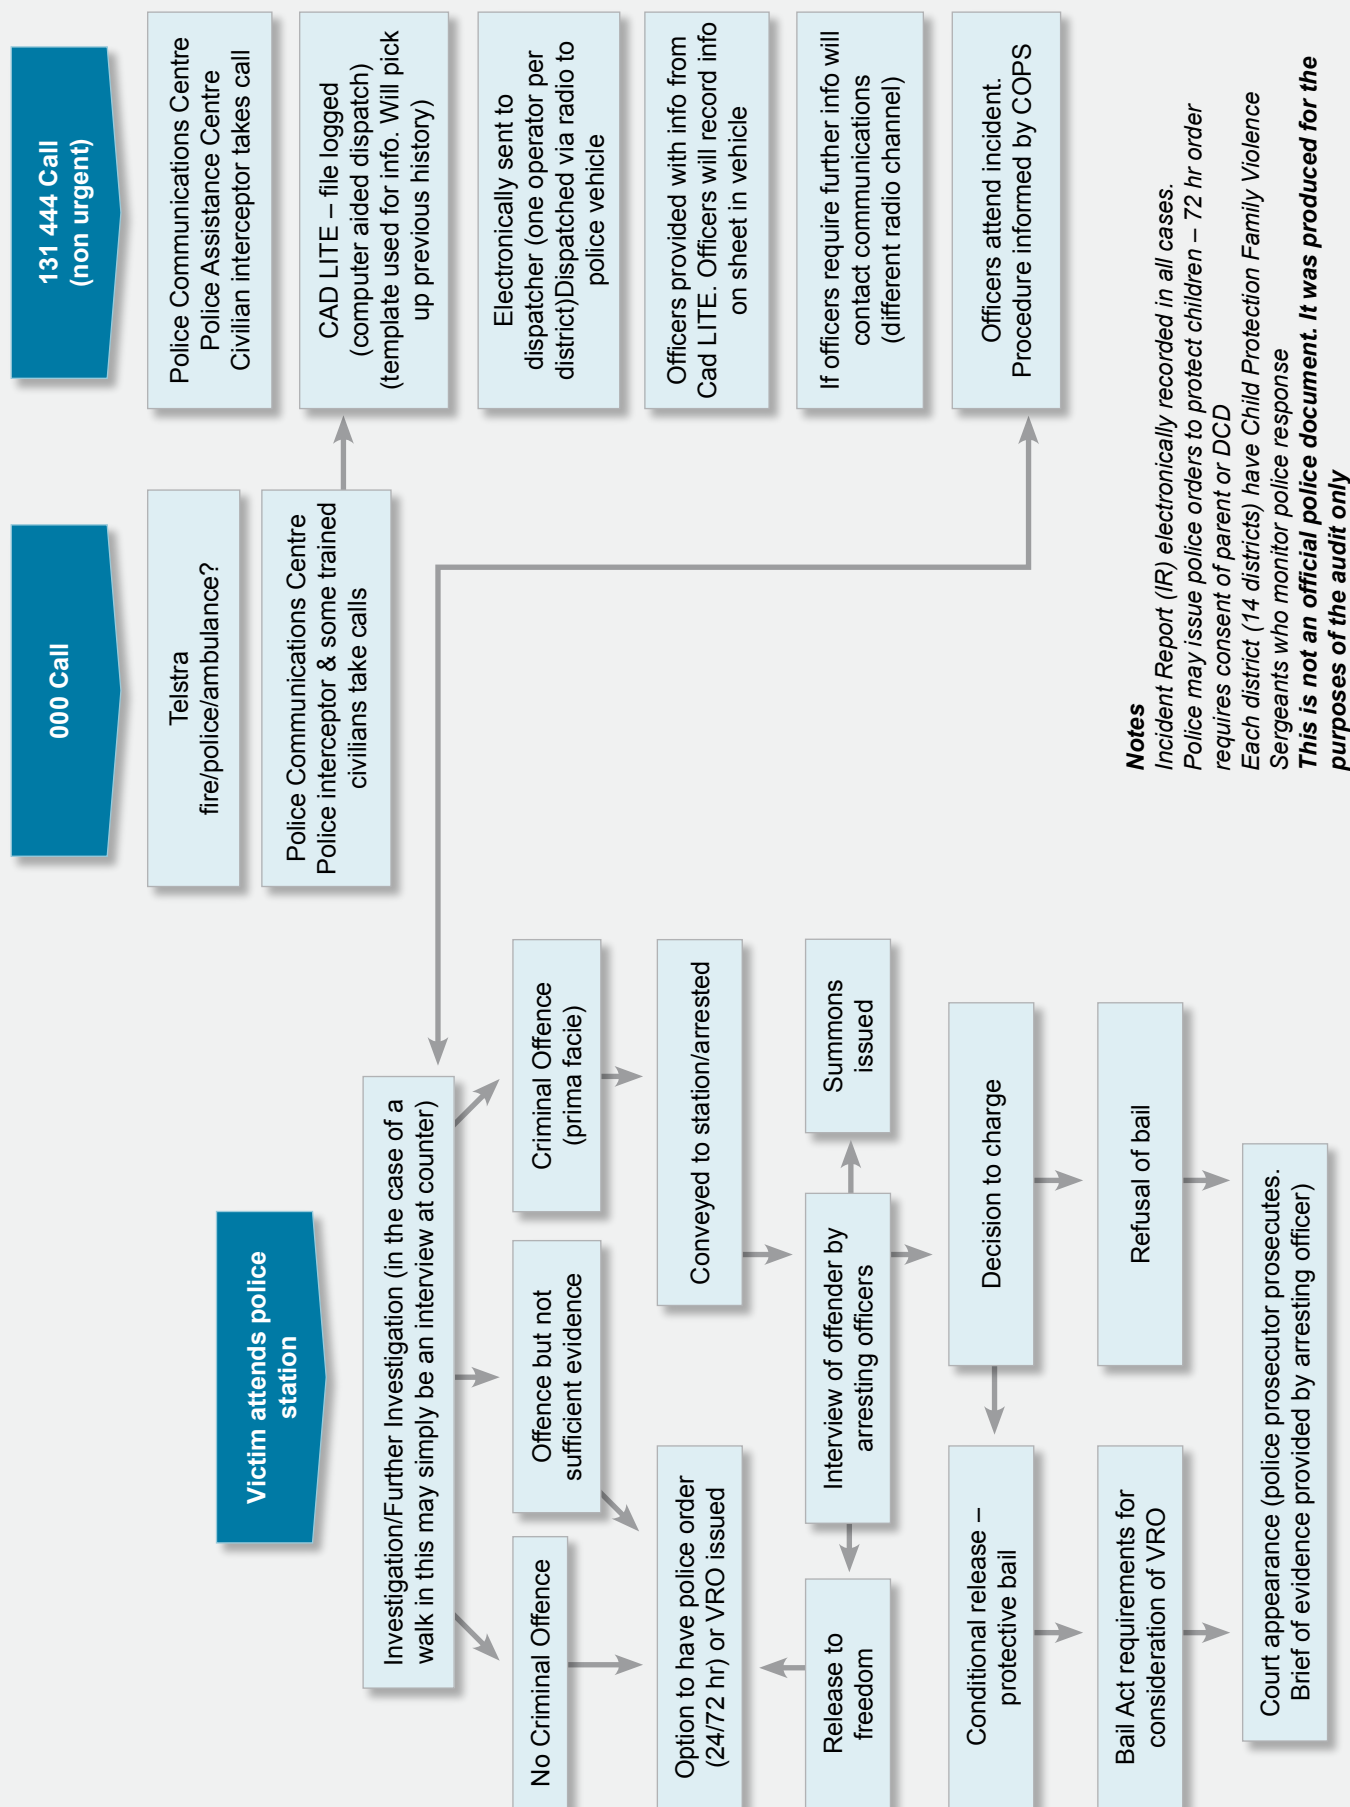 Victim attends police
station
Investigation/Further Investigation (in the case of a
walk in this may simply be an interview at counter)
No Criminal Offence
Offence but not
sufficient evidence
Criminal Offence
(prima facie)
Option to have police order
(24/72 hr) or VRO issued
Conveyed to station/arrested
Release to
freedom
Interview of offender by
arresting officers
Summons
issued
Conditional release –
protective bail
Decision to charge
Bail Act requirements for
consideration of VRO
Refusal of bail
Court appearance (police prosecutor prosecutes.
Brief of evidence provided by arresting officer)
000 Call
Telstra
fire/police/ambulance?
Police Communications Centre
Police interceptor & some trained
civilians take calls
131 444 Call
(non urgent)
Police Communications Centre
Police Assistance Centre
Civilian interceptor takes call
CAD LITE – file logged
(computer aided dispatch)
(template used for info. Will pick
up previous history)
Electronically sent to
dispatcher (one operator per
district)Dispatched via radio to
police vehicle
Officers provided with info from
Cad LITE. Officers will record info
on sheet in vehicle
If officers require further info will
contact communications
(different radio channel)
Officers attend incident.
Procedure informed by COPS
Notes
Incident Report (IR) electronically recorded in all cases.
Police may issue police orders to protect children – 72 hr order
requires consent of parent or DCD
Each district (14 districts) have Child Protection Family Violence
Sergeants who monitor police response
This is not an official police document. It was produced for the
purposes of the audit only